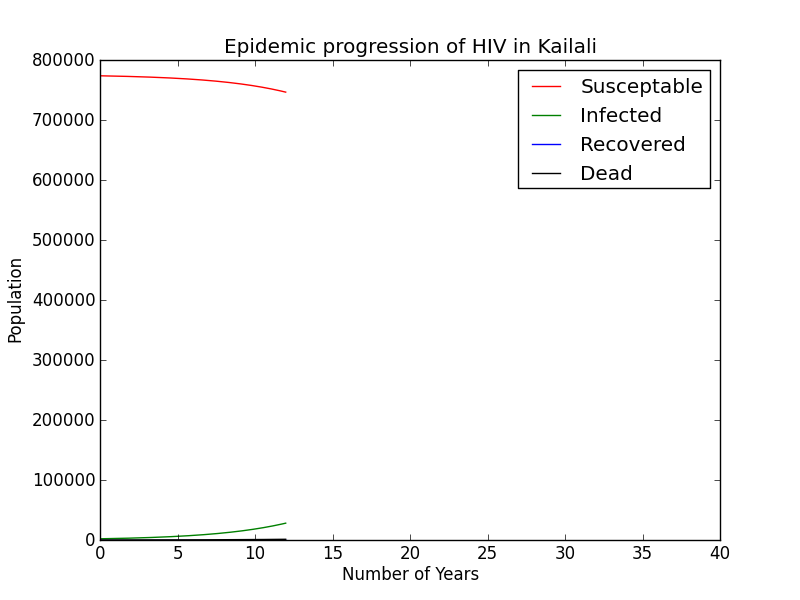 Epidemic progression of HIV in Kailali
800000
700000
600000
500000
400000
300000
200000
100000
0
Population
Susceptable
Infected
Recovered
Dead
0 5 10 15 20 25 30 35 40
Number of Years